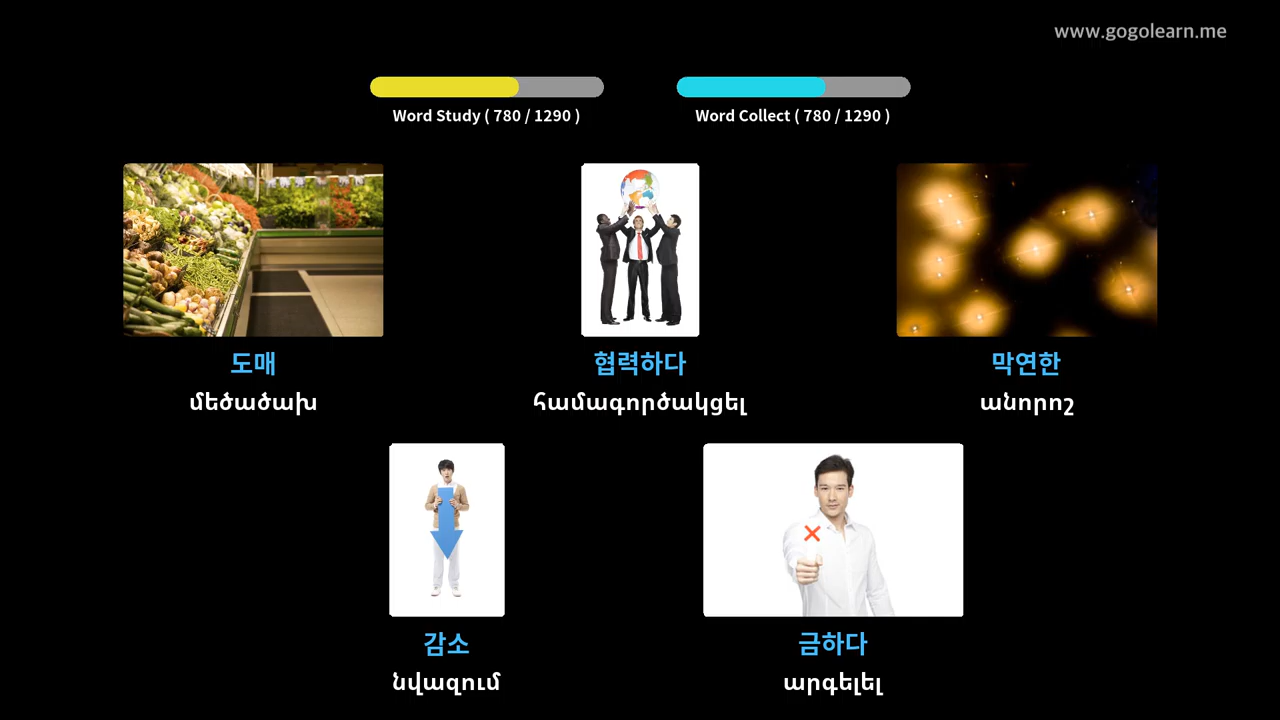 www.gogolearn.me
Word Study ( 780 / 1290 )
Word Collect ( 780 / 1290 )
도매
մեծածախ
협력하다
համագործակցել
막연한
անորոշ
감소
նվազում
금하다
արգելել